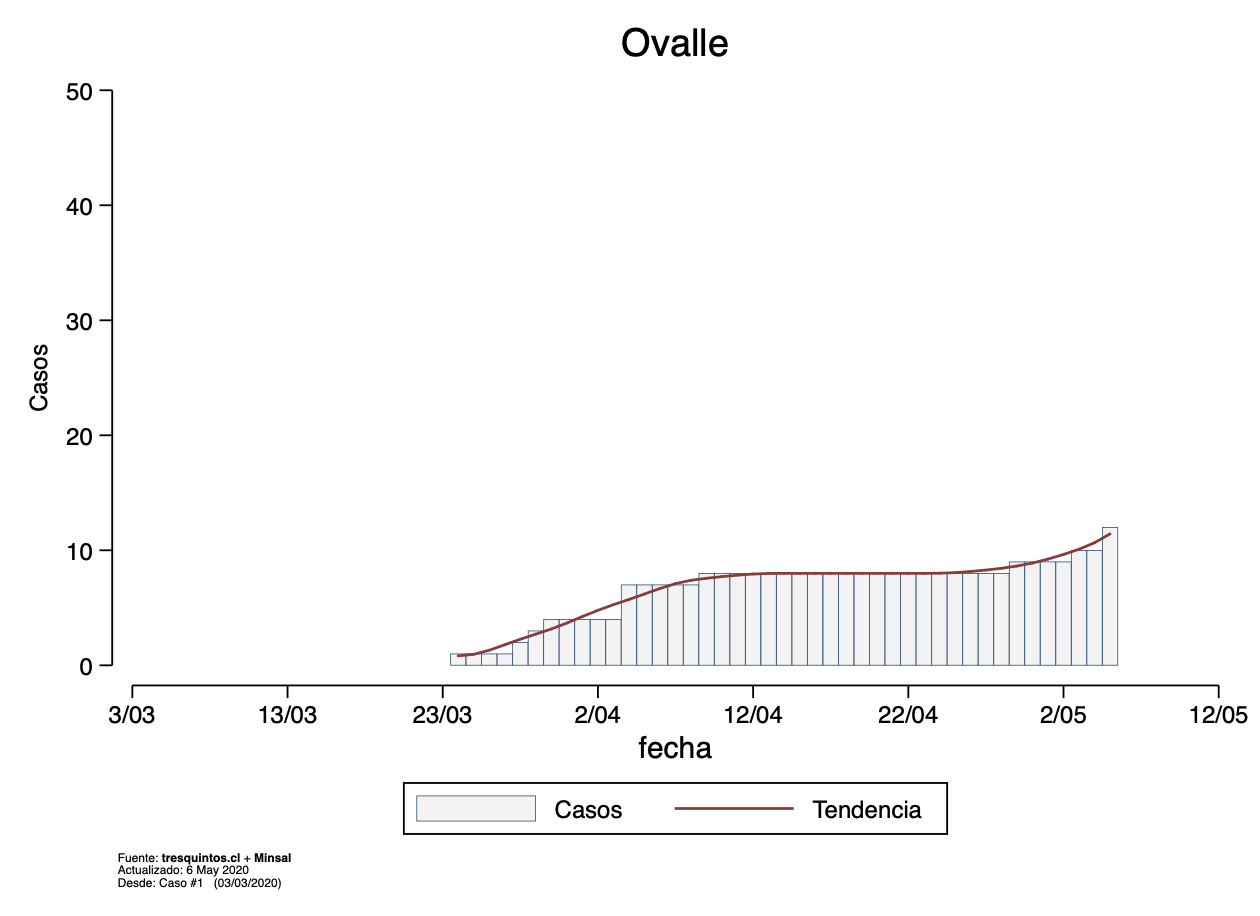 Ovalle
50
40
30
20
10
0
Casos
3/03 13/03 23/03 2/04 12/04 22/04 2/05 12/05
fecha
Casos Tendencia
Fuente: tresquintos.cl + Minsal
Actualizado: 6 May 2020
Desde: Caso #1 (03/03/2020)